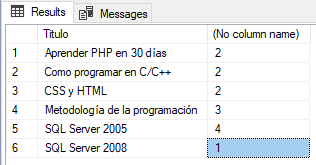 Results Messages
Titulo (No column name)
1 Aprender PHP en 30 días 2
2 Como programar en C/C++ 2
3 CSS y HTML 2
4 Metodología de la programación 3
5 SQL Server 2005 4
6 SQL Server 2008 1